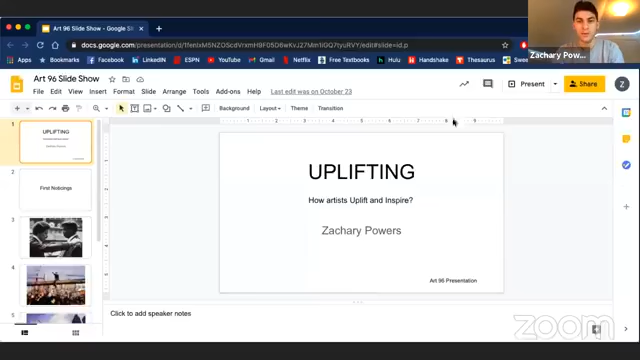 Art 96 Slide Show - Google Sl
docs.google.com/presentation/d/1fenIxM5NZOScdVrmH9F05D6wKvJ27Mm1iGQ7tyuRVY/edit#slide=id.p
Facebook
LinkedIn
ESPN
YouTube
Gmail
Netflix
Free Textbooks
Hulu
Handshake
Thesaurus
Zachary Pow...
Art 96 Slide Show
File Edit View Insert Format Slide Arrange Tools Add-ons Help
Last edit was on October 23
Present
Share
Z
Background Layout Theme Transition
1
UPLIFTING
2
First Noticings
3
4
5
UPLIFTING
How artists Uplift and Inspire?
Zachary Powers
Art 96 Presentation
Click to add speaker notes
zoom